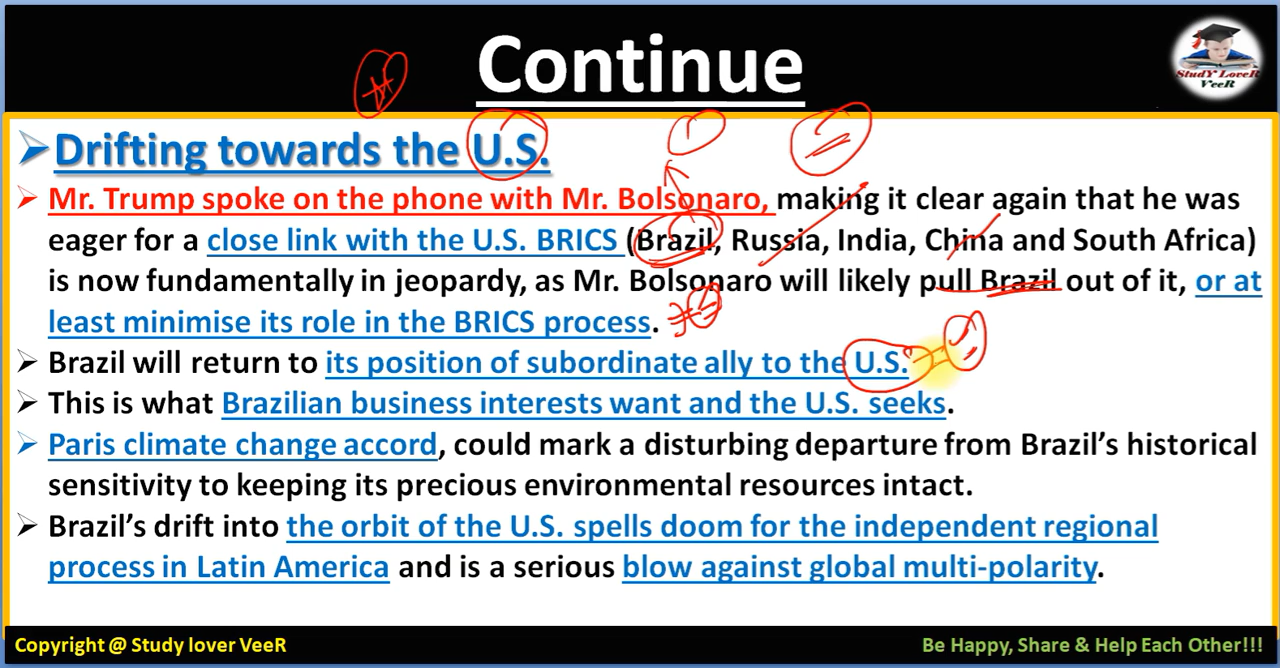 Continue
StudY LoveR
VeeR
Drifting towards the U.S.
Mr. Trump spoke on the phone with Mr. Bolsonaro, making it clear again that he was
eager for a close link with the U.S. BRICS (Brazil, Russia, India, China and South Africa)
is now fundamentally in jeopardy, as Mr. Bolsonaro will likely pull Brazil out of it, or at
least minimise its role in the BRICS process.
Brazil will return to its position of subordinate ally to the U.S.
This is what Brazilian business interests want and the U.S. seeks.
Paris climate change accord, could mark a disturbing departure from Brazil's historical
sensitivity to keeping its precious environmental resources intact.
Brazil's drift into the orbit of the U.S. spells doom for the independent regional
process in Latin America and is a serious blow against global multi-polarity.
Copyright @ Study lover VeeR
Be Happy, Share & Help Each Other!!!